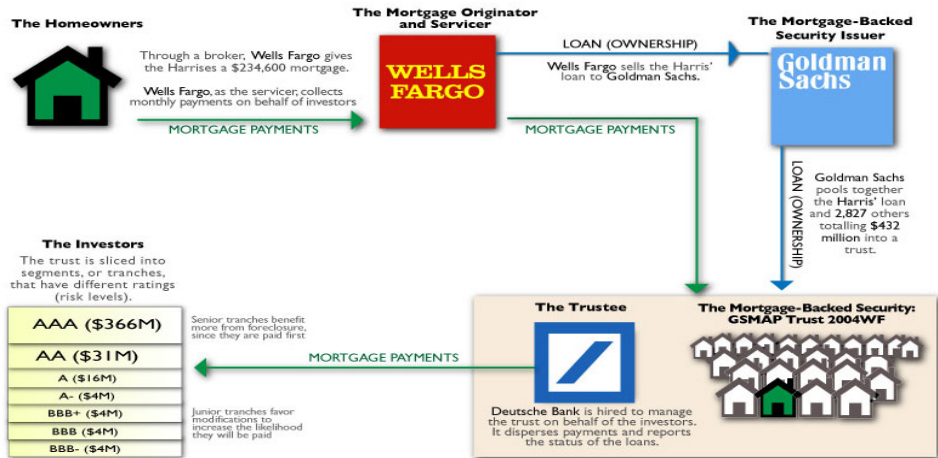 The Homeowners
Through a broker, Wells Fargo gives
the Harrises a $234,600 mortgage.
Wells Fargo, as the servicer, collects
monthly payments on behalf of investors
MORTGAGE PAYMENTS
The Mortgage Originator
and Servicer
WELLS
FARGO
LOAN (OWNERSHIP)
Wells Fargo sells the Harris'
loan to Goldman Sachs.
MORTGAGE PAYMENTS
The Mortgage-Backed
Security Issuer
Goldman
Sachs
LOAN (OWNERSHIP)
Goldman Sachs
pools together
the Harris' loan
and 2,827 others
totalling $432
million into a
trust.
The Mortgage-Backed Security:
GSMAP Trust 2004WF
The Trustee
Deutsche Bank is hired to manage
the trust on behalf of the investors.
It disperses payments and reports
the status of the loans.
MORTGAGE PAYMENTS
The Investors
The trust is sliced into
segments, or tranches,
that have different ratings
(risk levels).
AAA ($366M)
AA ($31M)
A ($16M)
A- ($4M)
BBB+ ($4M)
BBB ($4M)
BBB- ($4M)
Senior tranches benefit
more from foreclosure,
since they are paid first
Junior tranches favor
modifications to
increase the likelihood
they will be paid